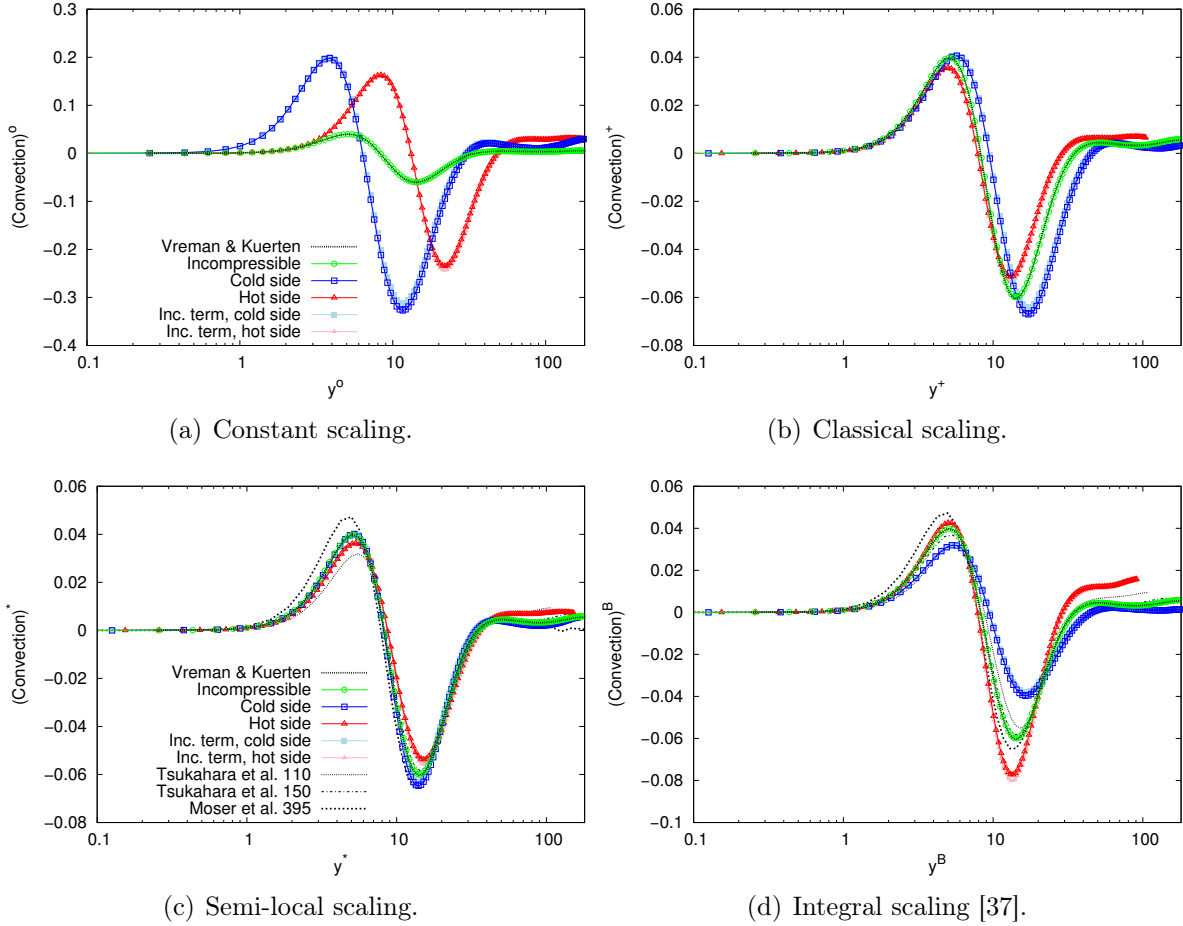 0.3
0.2
0.1
0
−0.1
−0.2
−0.3
−0.4
0.1 1 10 100
(Convection)°
y°
Vreman & Kuerten
Incompressible
Cold side
Hot side
Inc. term, cold side
Inc. term, hot side
(a) Constant scaling.
0.06
0.04
0.02
0
−0.02
−0.04
−0.06
−0.08
0.1 1 10 100
(Convection)⁺
y⁺
(b) Classical scaling.
0.06
0.04
0.02
0
−0.02
−0.04
−0.06
−0.08
0.1 1 10 100
(Convection)*
y*
Vreman & Kuerten
Incompressible
Cold side
Hot side
Inc. term, cold side
Inc. term, hot side
Tsukahara et al. 110
Tsukahara et al. 150
Moser et al. 395
(c) Semi-local scaling.
0.06
0.04
0.02
0
−0.02
−0.04
−0.06
−0.08
−0.1
0.1 1 10 100
(Convection)ᴮ
yᴮ
(d) Integral scaling [37].